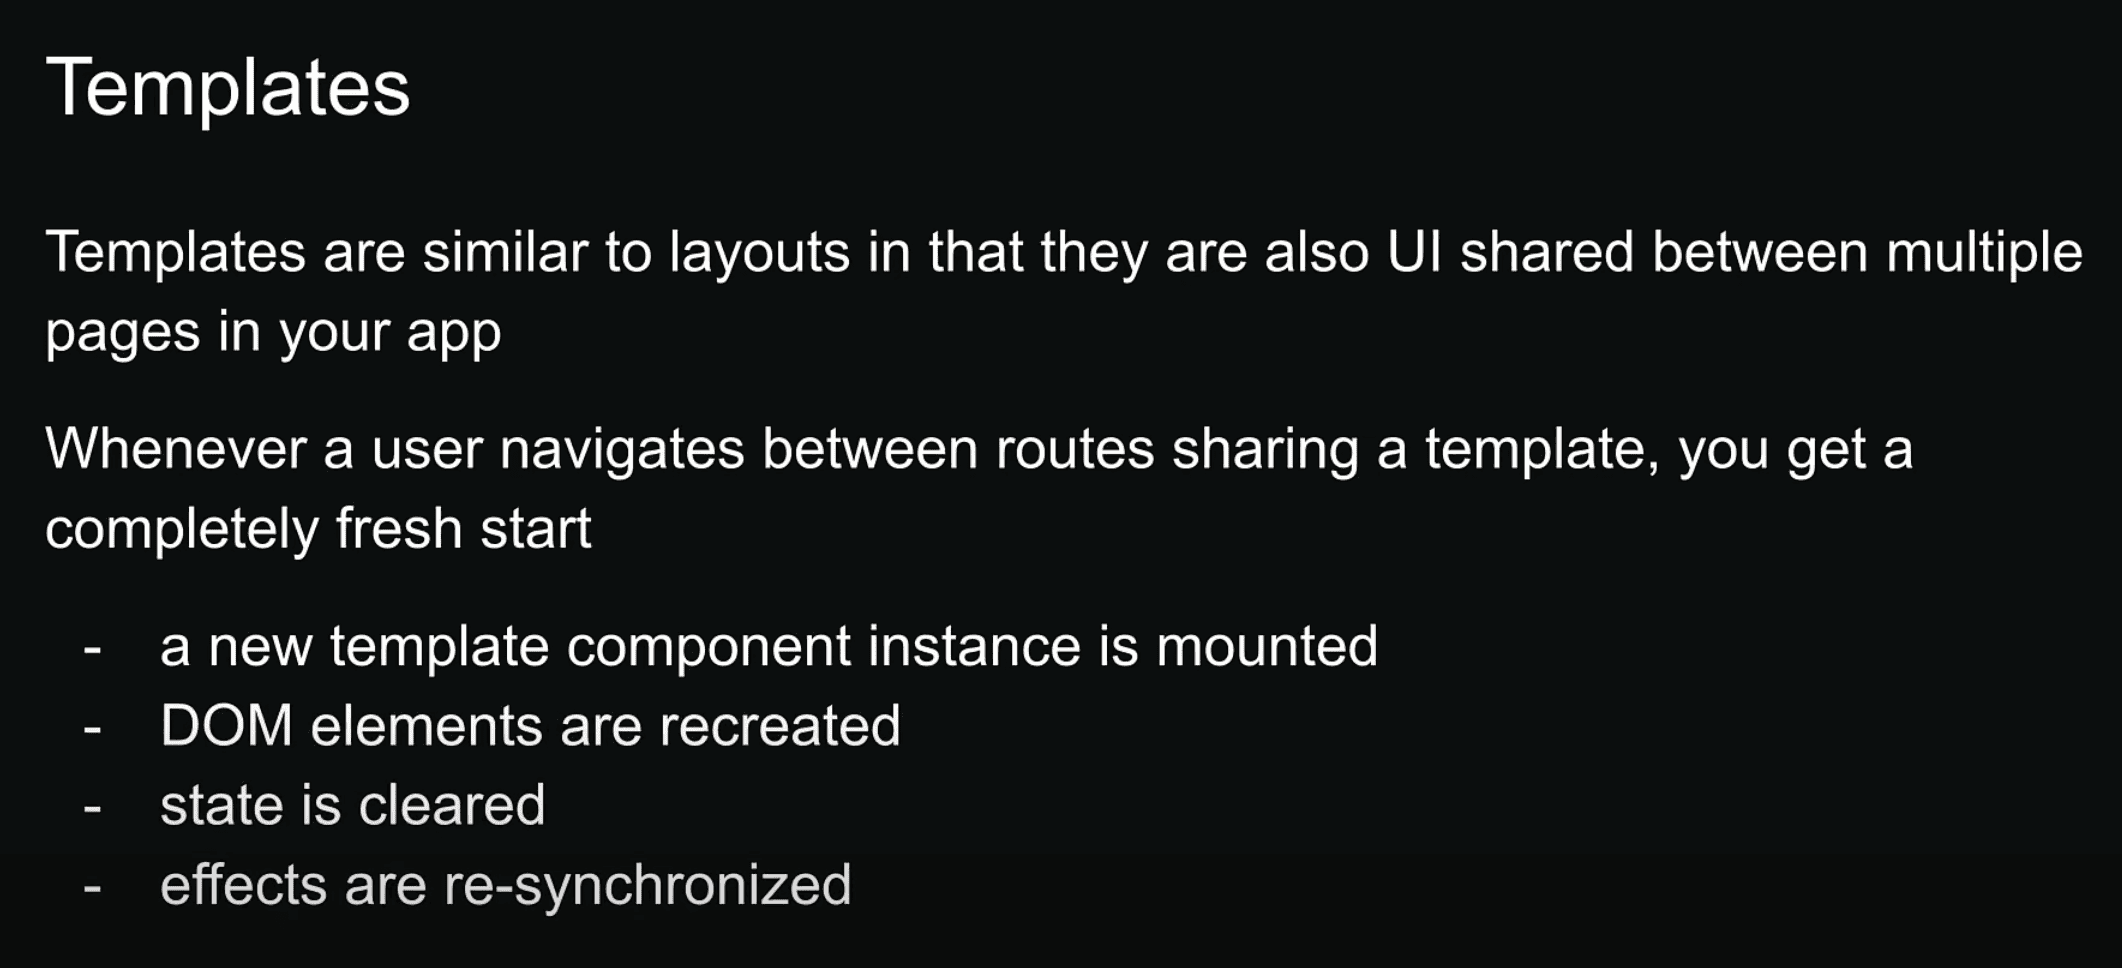 Templates
Templates are similar to layouts in that they are also UI shared between multiple
pages in your app
Whenever a user navigates between routes sharing a template, you get a
completely fresh start
- a new template component instance is mounted
- DOM elements are recreated
- state is cleared
- effects are re-synchronized